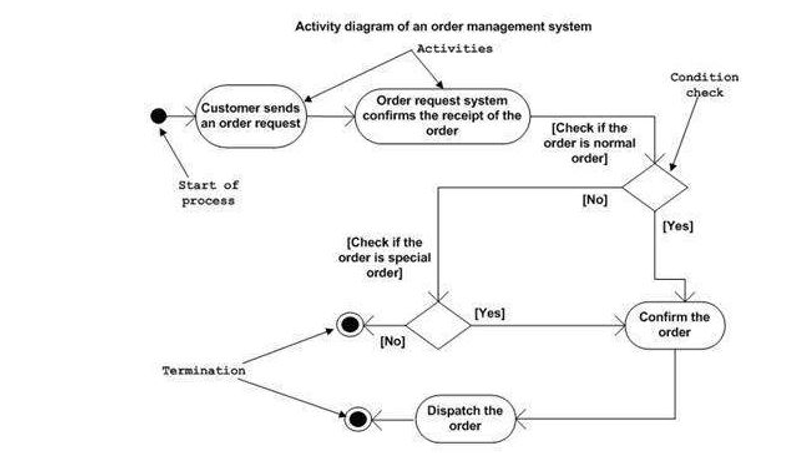 Activity diagram of an order management system
Activities
Condition
check
Customer sends
an order request
Order request system
confirms the receipt of the
order
[Check if the
order is normal
order]
Start of
process
[No]
[Yes]
[Check if the
order is special
order]
[Yes]
[No]
Confirm the
order
Termination
Dispatch the
order